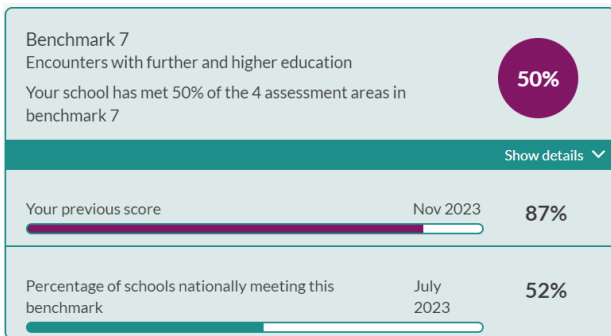 Benchmark 7
Encounters with further and higher education
Your school has met 50% of the 4 assessment areas in
benchmark 7
50%
Show details
Your previous score
Nov 2023
87%
Percentage of schools nationally meeting this
benchmark
July
2023
52%